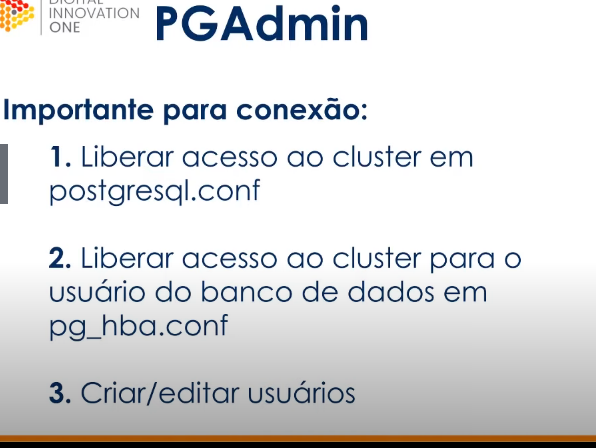 DIGITAL
INNOVATION
ONE
PGAdmin
Importante para conexão:
1. Liberar acesso ao cluster em
postgresql.conf
2. Liberar acesso ao cluster para o
usuário do banco de dados em
pg_hba.conf
3. Criar/editar usuários